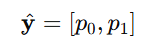 ŷ = [p₀, p₁]